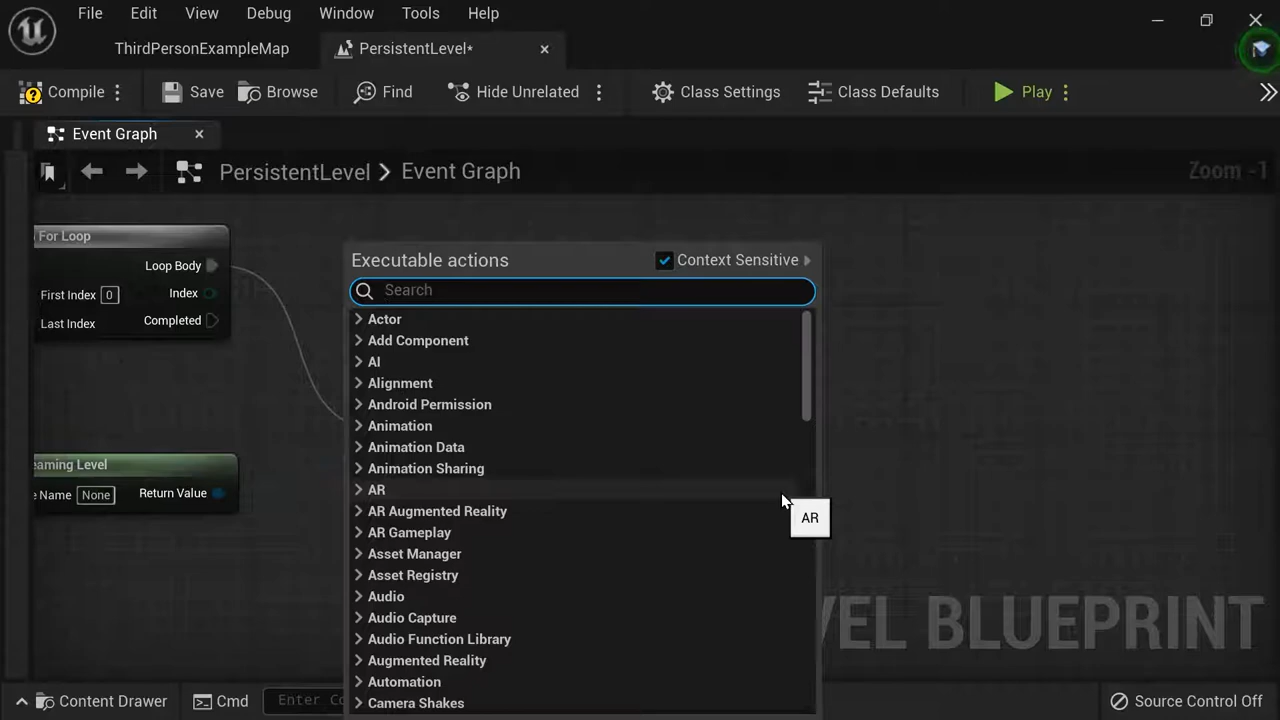 File Edit View Debug Window Tools Help
ThirdPersonExampleMap PersistentLevel*
Compile Save Browse Find Hide Unrelated Class Settings Class Defaults Play
Event Graph
PersistentLevel Event Graph Zoom -1
For Loop
Loop Body
First Index 0 Index
Last Index Completed
eaming Level
e Name None Return Value
Executable actions Context Sensitive
Search
Actor
Add Component
AI
Alignment
Android Permission
Animation
Animation Data
Animation Sharing
AR
AR
AR Augmented Reality
AR Gameplay
Asset Manager
Asset Registry
Audio
Audio Capture
Audio Function Library
Augmented Reality
Automation
Camera Shakes
VEL BLUEPRINT
Content Drawer Cmd Enter Co Source Control Off